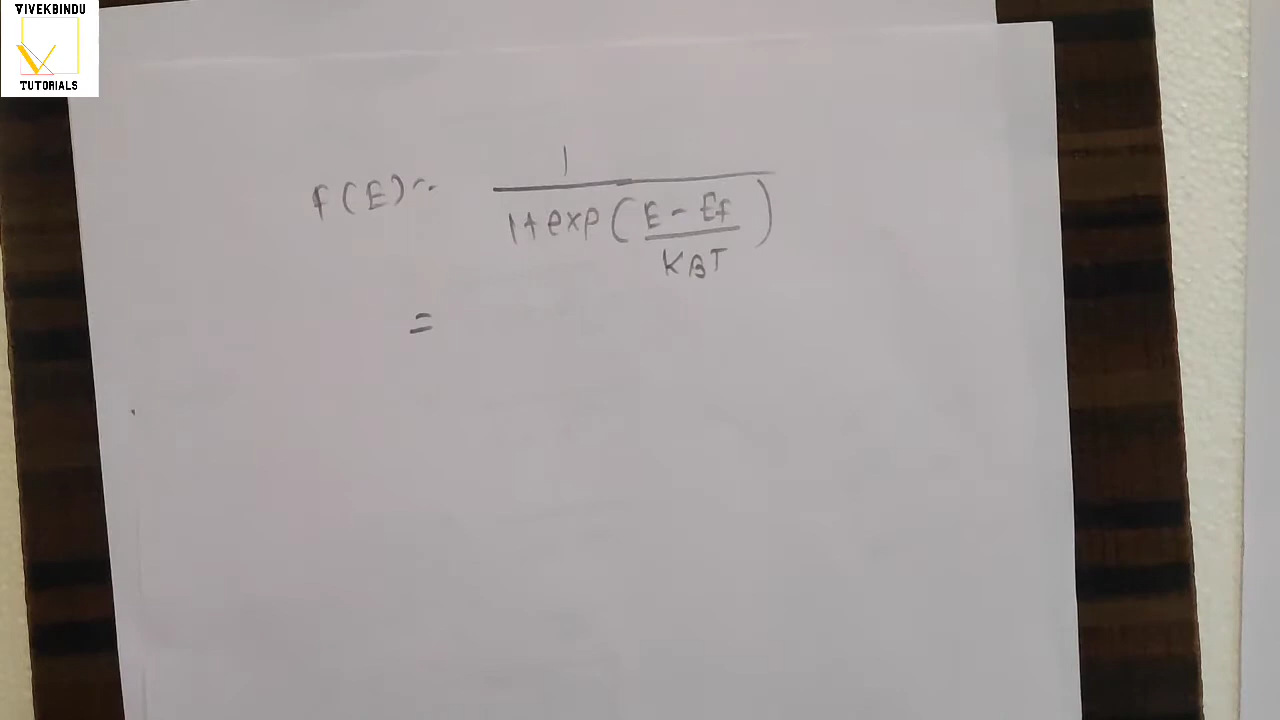 VIVEKBINDU
TUTORIALS
f(E) ~ 1 / 1+exp(E-Ef / KBT)
=